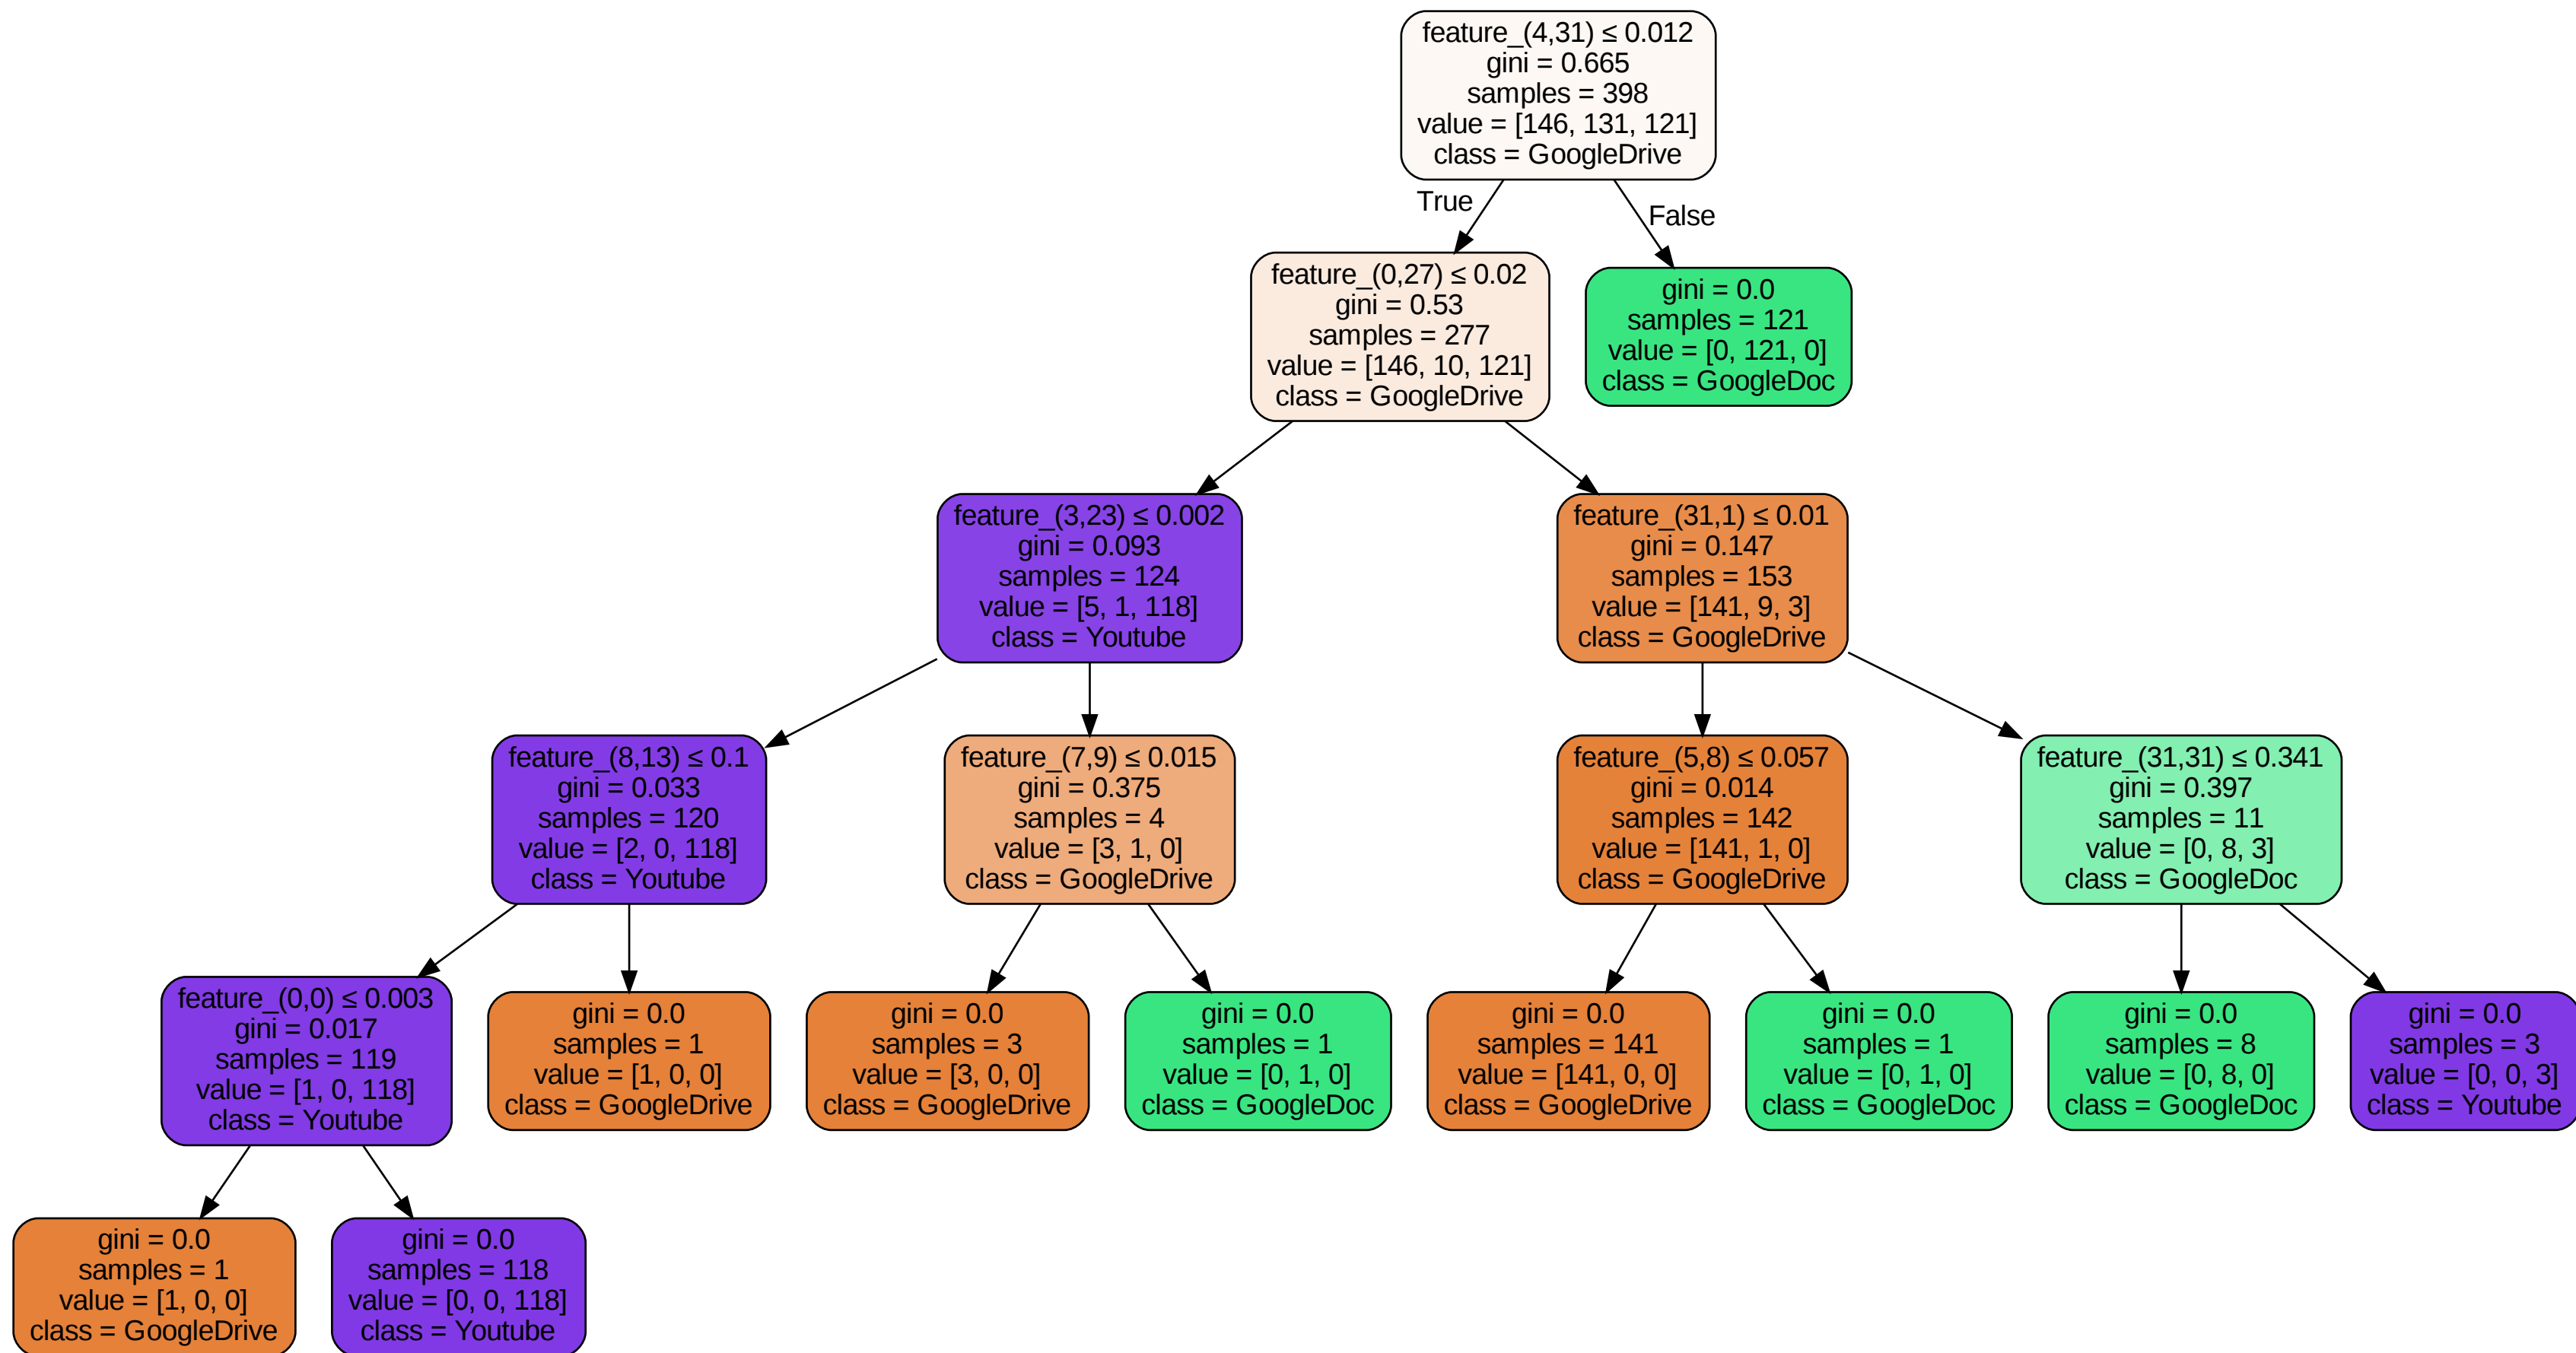 feature_(4,31) ≤ 0.012
gini = 0.665
samples = 398
value = [146, 131, 121]
class = GoogleDrive
True
False
feature_(0,27) ≤ 0.02
gini = 0.53
samples = 277
value = [146, 10, 121]
class = GoogleDrive
gini = 0.0
samples = 121
value = [0, 121, 0]
class = GoogleDoc
feature_(3,23) ≤ 0.002
gini = 0.093
samples = 124
value = [5, 1, 118]
class = Youtube
feature_(31,1) ≤ 0.01
gini = 0.147
samples = 153
value = [141, 9, 3]
class = GoogleDrive
feature_(8,13) ≤ 0.1
gini = 0.033
samples = 120
value = [2, 0, 118]
class = Youtube
feature_(7,9) ≤ 0.015
gini = 0.375
samples = 4
value = [3, 1, 0]
class = GoogleDrive
feature_(5,8) ≤ 0.057
gini = 0.014
samples = 142
value = [141, 1, 0]
class = GoogleDrive
feature_(31,31) ≤ 0.341
gini = 0.397
samples = 11
value = [0, 8, 3]
class = GoogleDoc
feature_(0,0) ≤ 0.003
gini = 0.017
samples = 119
value = [1, 0, 118]
class = Youtube
gini = 0.0
samples = 1
value = [1, 0, 0]
class = GoogleDrive
gini = 0.0
samples = 3
value = [3, 0, 0]
class = GoogleDrive
gini = 0.0
samples = 1
value = [0, 1, 0]
class = GoogleDoc
gini = 0.0
samples = 141
value = [141, 0, 0]
class = GoogleDrive
gini = 0.0
samples = 1
value = [0, 1, 0]
class = GoogleDoc
gini = 0.0
samples = 8
value = [0, 8, 0]
class = GoogleDoc
gini = 0.0
samples = 3
value = [0, 0, 3]
class = Youtube
gini = 0.0
samples = 1
value = [1, 0, 0]
class = GoogleDrive
gini = 0.0
samples = 118
value = [0, 0, 118]
class = Youtube